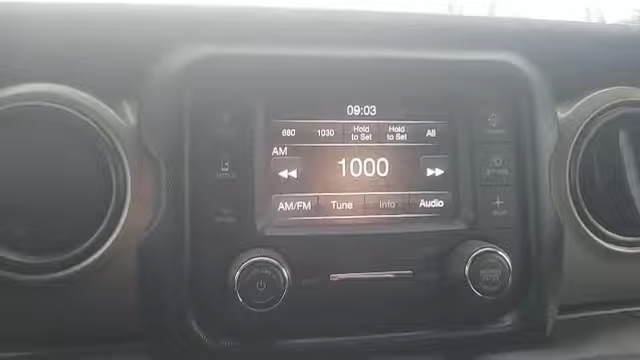 09:03
680 1030 Hold to Set Hold to Set All
AM
1000
AM/FM Tune Info Audio